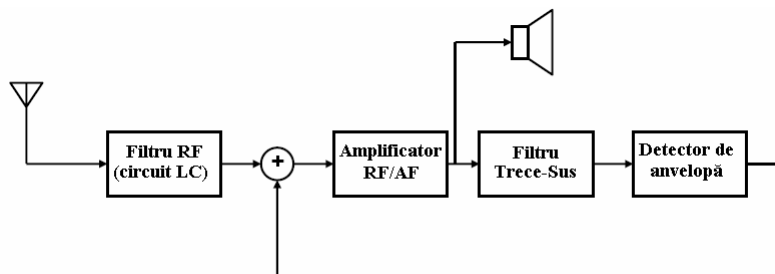 Filtru RF
(circuit LC)
+
Amplificator
RF/AF
Filtru
Trece-Sus
Detector de
anvelopă